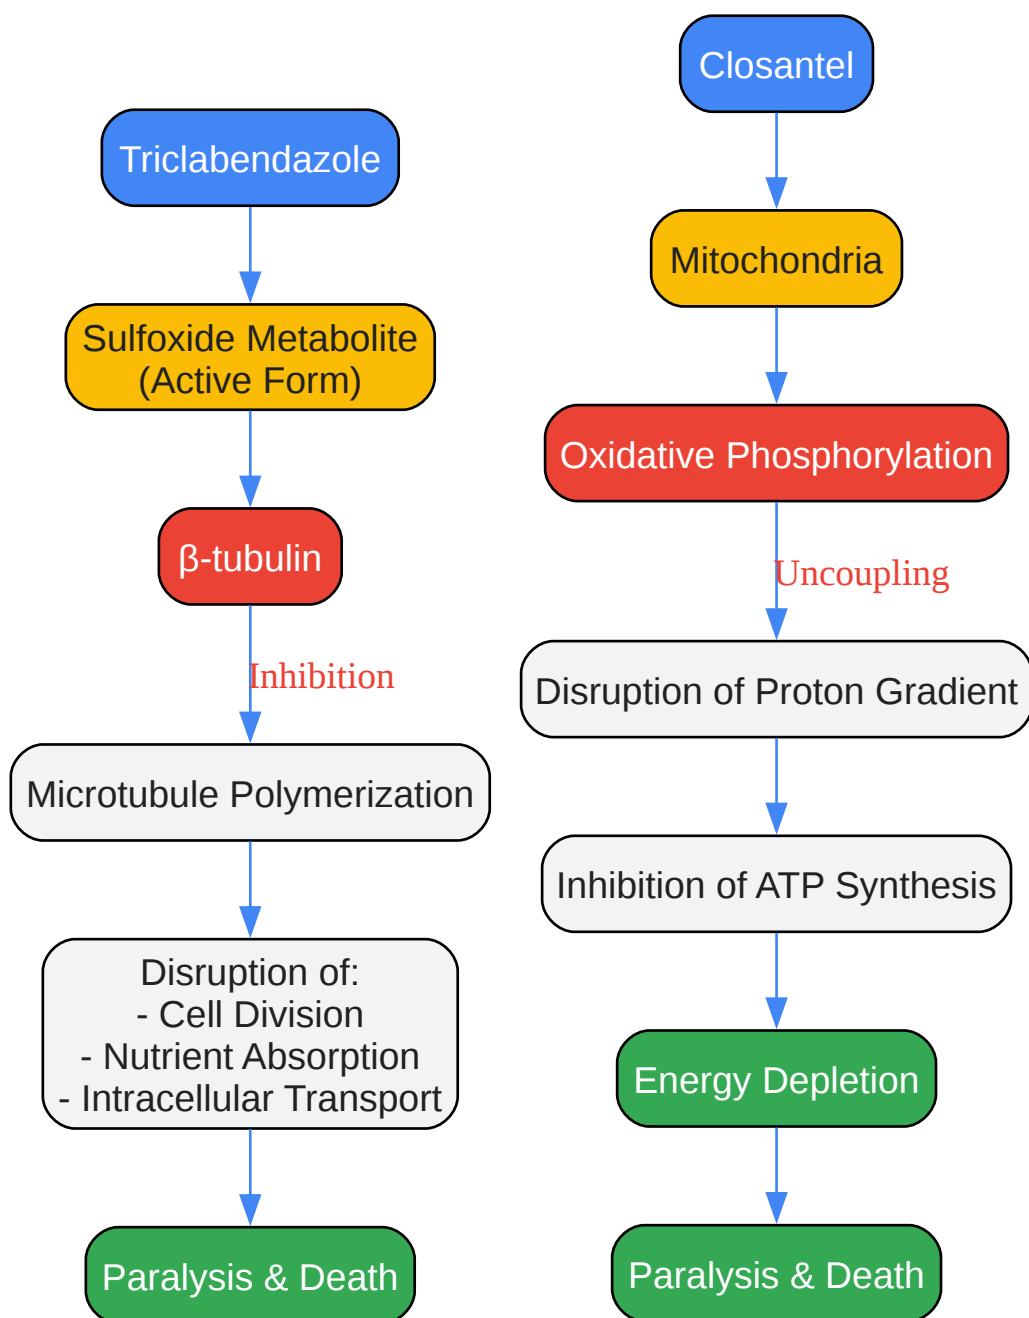 Triclabendazole
Sulfoxide Metabolite
(Active Form)
β-tubulin
Inhibition
Microtubule Polymerization
Disruption of:
- Cell Division
- Nutrient Absorption
- Intracellular Transport
Paralysis & Death
Closantel
Mitochondria
Oxidative Phosphorylation
Uncoupling
Disruption of Proton Gradient
Inhibition of ATP Synthesis
Energy Depletion
Paralysis & Death